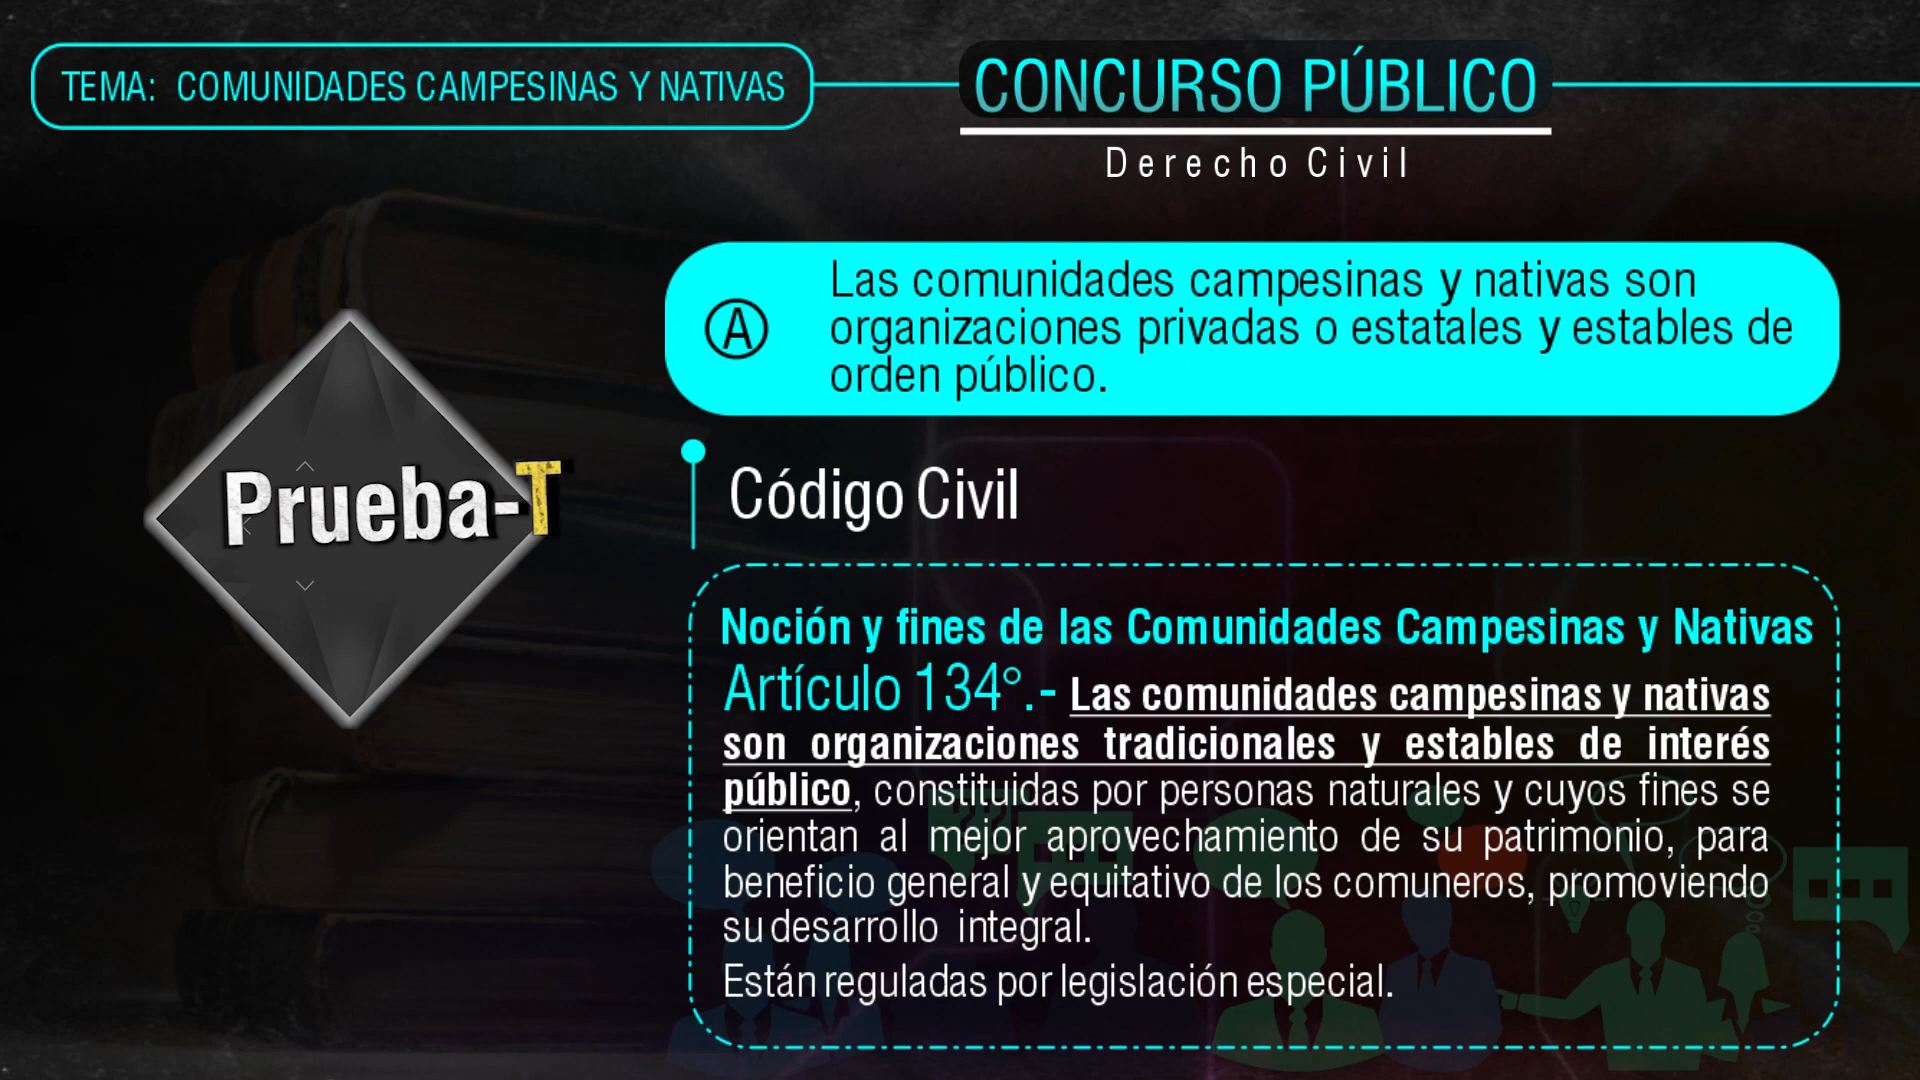 TEMA: COMUNIDADES CAMPESINAS Y NATIVAS
CONCURSO PÚBLICO
Derecho Civil
A
Las comunidades campesinas y nativas son
organizaciones privadas o estatales y estables de
orden público.
Prueba-T
Código Civil
Noción y fines de las Comunidades Campesinas y Nativas
Artículo 134°.- Las comunidades campesinas y nativas
son organizaciones tradicionales y estables de interés
público, constituidas por personas naturales y cuyos fines se
orientan al mejor aprovechamiento de su patrimonio, para
beneficio general y equitativo de los comuneros, promoviendo
su desarrollo integral.
Están reguladas por legislación especial.